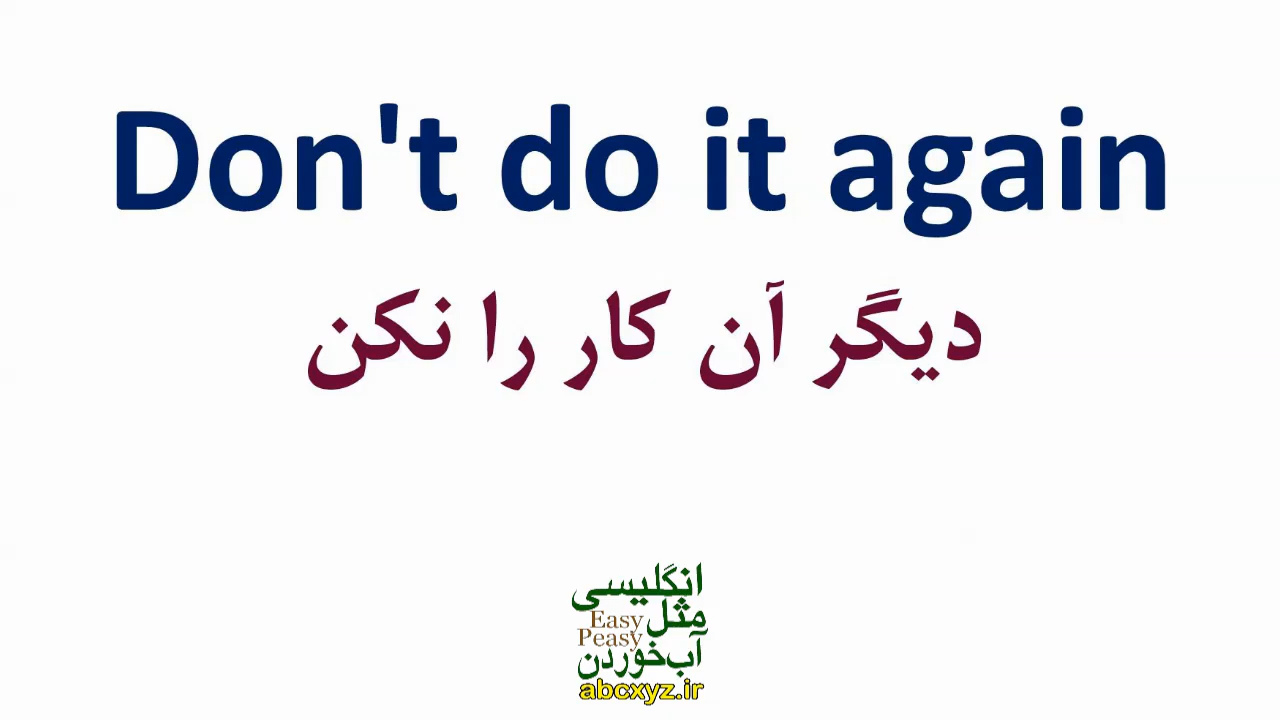 Don't do it again
دیگر آن کار را نکن
انگلیسی
مثل
Easy
Peasy
آب‌خوردن
abcxyz.ir